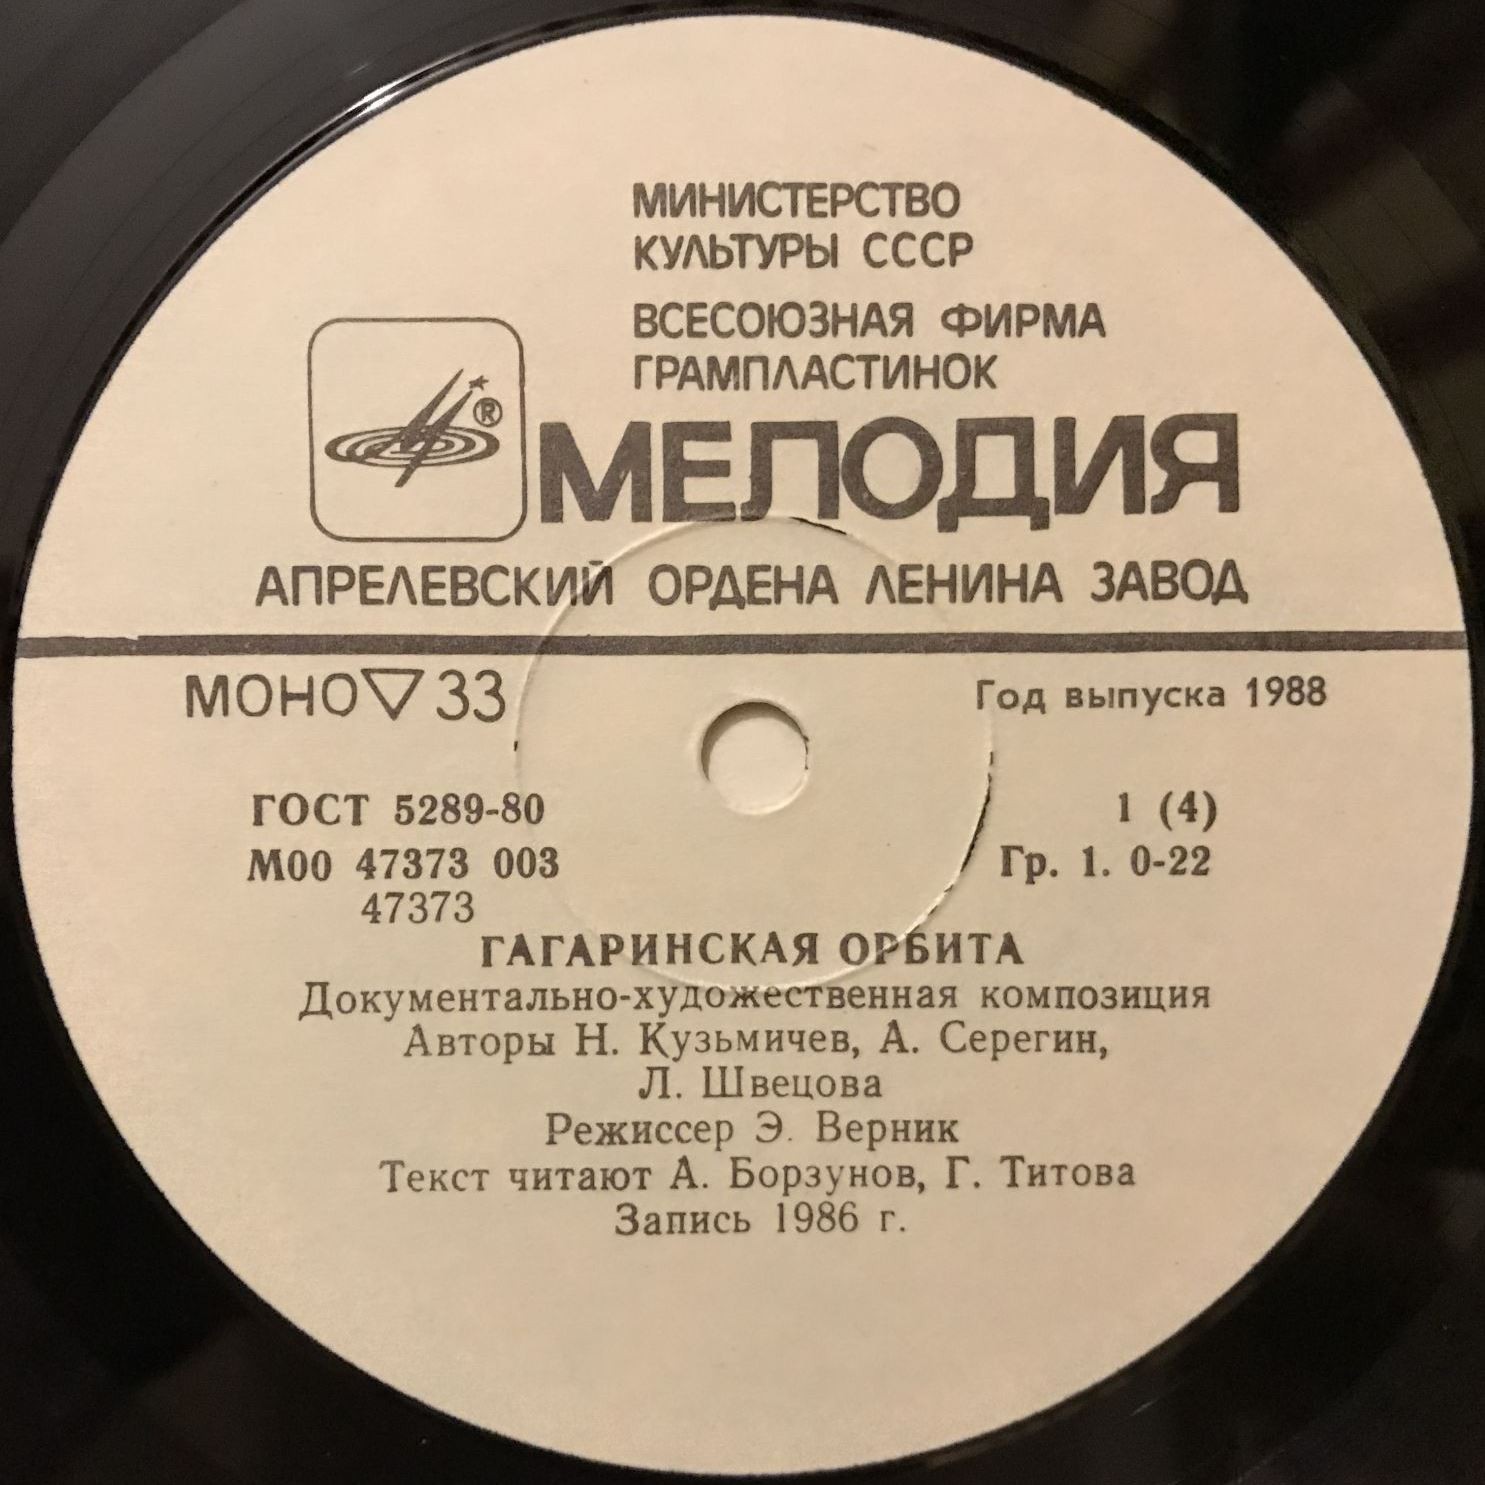 МИНИСТЕРСТВО
КУЛЬТУРЫ СССР
ВСЕСОЮЗНАЯ ФИРМА
ГРАМПЛАСТИНОК
®
МЕЛОДИЯ
АПРЕЛЕВСКИЙ ОРДЕНА ЛЕНИНА ЗАВОД
МОНО ▽ 33
Год выпуска 1988
ГОСТ 5289-80
1 (4)
М00 47373 003
Гр. 1. 0-22
47373
ГАГАРИНСКАЯ ОРБИТА
Документально-художественная композиция
Авторы Н. Кузьмичев, А. Серегин,
Л. Швецова
Режиссер Э. Верник
Текст читают А. Борзунов, Г. Титова
Запись 1986 г.